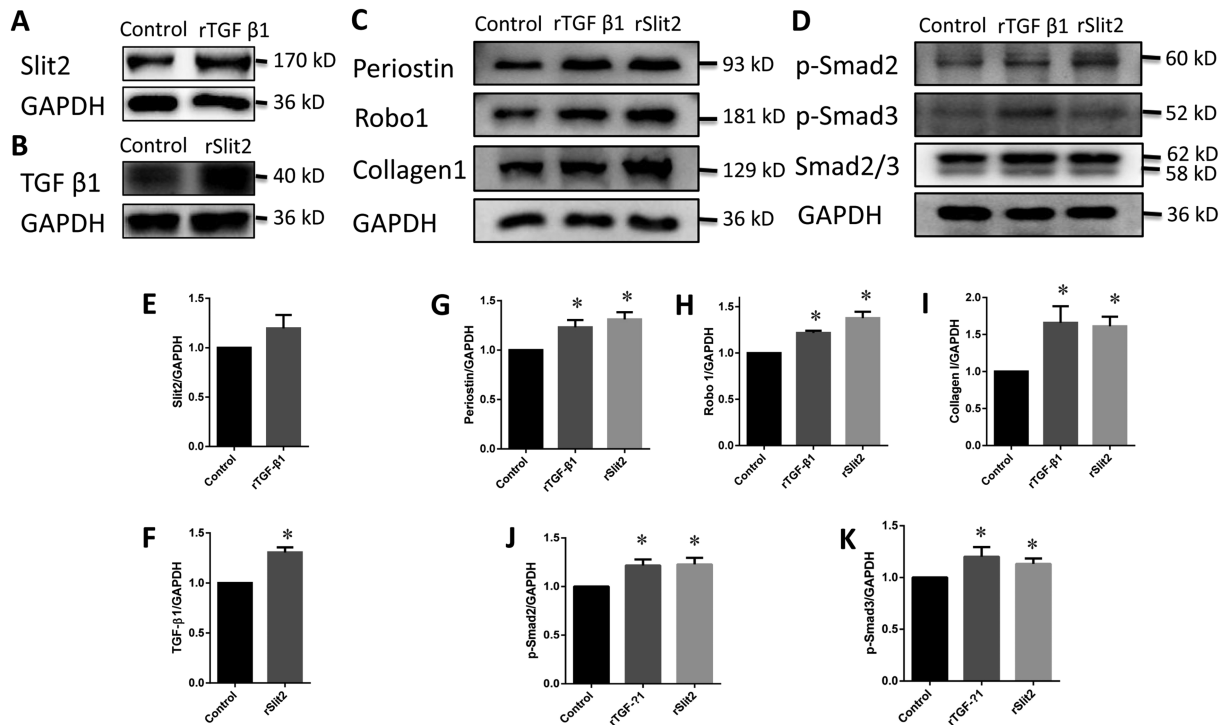 A
Control rTGF β1
Slit2
170 kD
GAPDH
36 kD
B
Control rSlit2
TGF β1
40 kD
GAPDH
36 kD
C
Control rTGF β1 rSlit2
Periostin
93 kD
Robo1
181 kD
Collagen1
129 kD
GAPDH
36 kD
D
Control rTGF β1 rSlit2
p-Smad2
60 kD
p-Smad3
52 kD
Smad2/3
62 kD
58 kD
GAPDH
36 kD
E
Slit2/GAPDH
1.5
1.0
0.5
0.0
Control
rTGF-β1
G
Periostin/GAPDH
1.5
1.0
0.5
0.0
*
*
Control
rTGF-β1
rSlit2
H
Robo 1/GAPDH
1.5
1.0
0.5
0.0
*
*
Control
rTGF-β1
rSlit2
I
Collagen I/GAPDH
2.0
1.5
1.0
0.5
0.0
*
*
Control
rTGF-β1
rSlit2
F
TGF-β1/GAPDH
1.5
1.0
0.5
0.0
*
Control
rSlit2
J
p-Smad2/GAPDH
1.5
1.0
0.5
0.0
*
*
Control
rTGF-?1
rSlit2
K
p-Smad3/GAPDH
1.5
1.0
0.5
0.0
*
*
Control
rTGF-?1
rSlit2